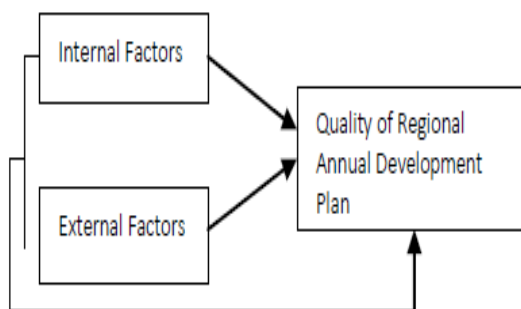 Internal Factors
Quality of Regional
Annual Development
Plan
External Factors